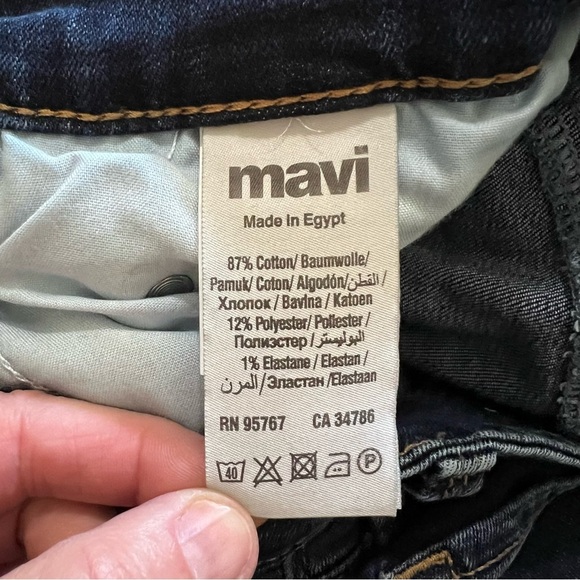 mavi
Made in Egypt
87% Cotton/ Baumwolle/
Pamuk/ Coton/ Algodón/القطن/
Хлопок / Bavlna / Katoen
12% Polyester/ Poliester /
Полиэстер /البوليستر/
1% Elastane / Elastan /
المرن/Эластан /Elastaan
RN 95767 CA 34786
40 P